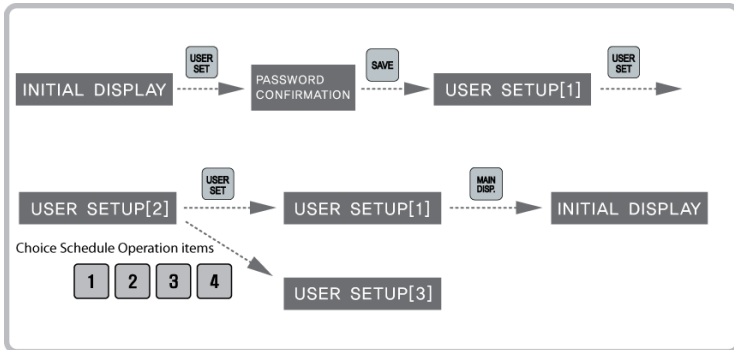 USER
SET
SAVE
USER
SET
INITIAL DISPLAY
PASSWORD
CONFIRMATION
USER SETUP[1]
USER
SET
MAIN
DISP.
USER SETUP[2]
USER SETUP[1]
INITIAL DISPLAY
Choice Schedule Operation items
1 2 3 4
USER SETUP[3]